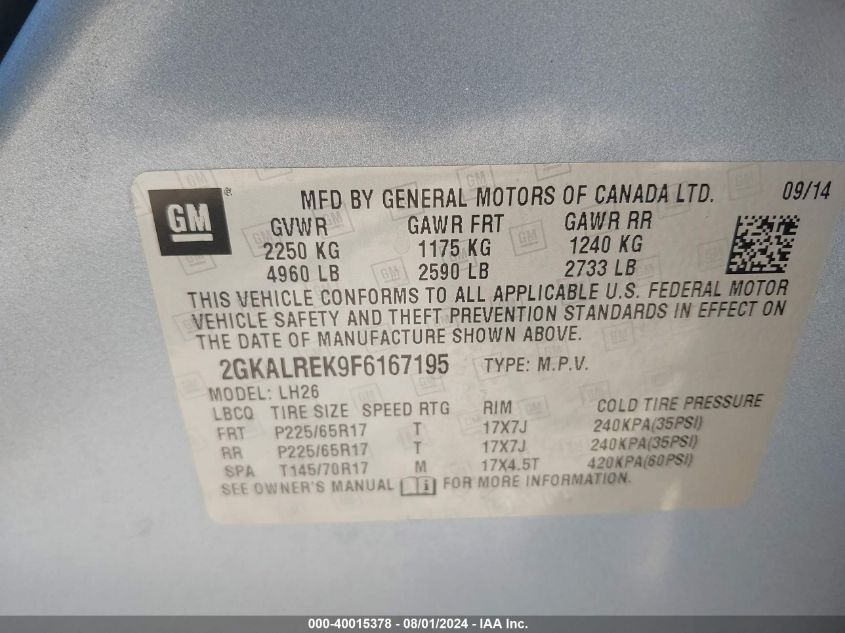 GM ® MFD BY GENERAL MOTORS OF CANADA LTD. 09/14
GVWR GAWR FRT GAWR RR
2250 KG 1175 KG 1240 KG
4960 LB 2590 LB 2733 LB
THIS VEHICLE CONFORMS TO ALL APPLICABLE U.S. FEDERAL MOTOR
VEHICLE SAFETY AND THEFT PREVENTION STANDARDS IN EFFECT ON
THE DATE OF MANUFACTURE SHOWN ABOVE.
2GKALREK9F6167195 TYPE: M.P.V.
MODEL: LH26
LBCQ TIRE SIZE SPEED RTG RIM COLD TIRE PRESSURE
FRT P225/65R17 T 17X7J 240KPA(35PSI)
RR P225/65R17 T 17X7J 240KPA(35PSI)
SPA T145/70R17 M 17X4.5T 420KPA(60PSI)
SEE OWNER'S MANUAL i FOR MORE INFORMATION.
000-40015378 - 08/01/2024 - IAA Inc.